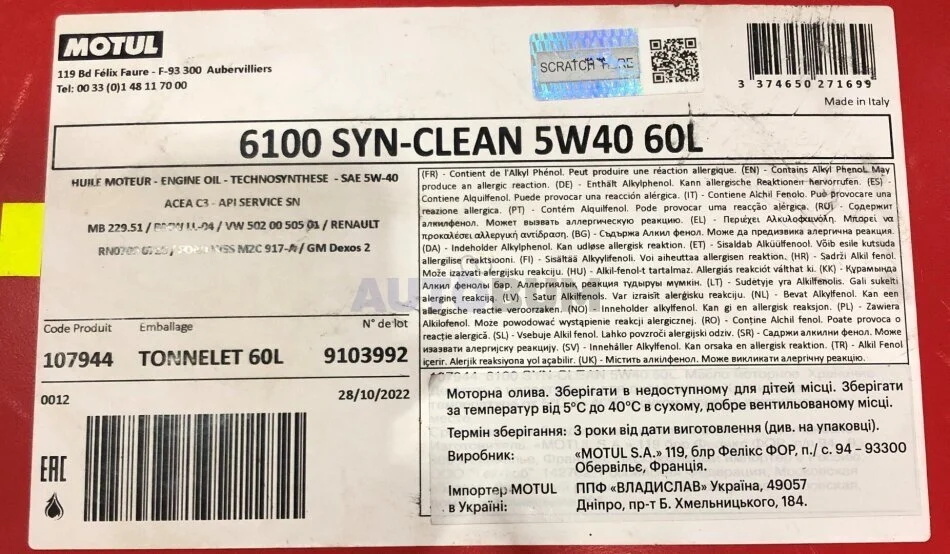 MOTUL
119 Bd Félix Faure - F-93 300 Aubervilliers
Tel: 00 33 (0)1 48 11 70 00
SCRATCH HERE
3 374650 271699
Made in Italy
6100 SYN-CLEAN 5W40 60L
HUILE MOTEUR - ENGINE OIL - TECHNOSYNTHESE - SAE 5W-40
ACEA C3 - API SERVICE SN
MB 229.51 / LL-04 / VW 502 00 505 01 / RENAULT
M2C 917-A / GM Dexos 2
(FR) - Contient de l'Alkyl Phénol. Peut produire une réaction allergique. (EN) - Contains Alkyl Phenol. May
produce an allergic reaction. (DE) - Enthält Alkylphenol. Kann allergische Reaktionen hervorrufen. (ES) -
Contiene Alquilfenol. Puede provocar una reacción alérgica. (IT) - Contiene Alchil Fenolo. Può provocare una
reazione allergica. (PT) - Contém Alquilfenol. Pode provocar uma reacção alérgica. (RU) - Содержит
алкилфенол. Может вызывать аллергическую реакцию. (EL) - Περιέχει Αλκυλοφαινόλη. Μπορεί να
προκαλέσει αλλεργική αντίδραση. (BG) - Съдържа Алкил фенол. Може да предизвика алергична реакция.
(DA) - Indeholder Alkylphenol. Kan udløse allergisk reaktion. (ET) - Sisaldab Alküülfenool. Võib esile kutsuda
allergilise reaktsiooni. (FI) - Sisältää Alkyylifenoli. Voi aiheuttaa allergisen reaktion. (HR) - Sadrži Alkil fenol.
Može izazvati alergijsku reakciju. (HU) - Alkil-fenol-t tartalmaz. Allergiás reakciót válthat ki. (KK) - Курамында
Алкил фенолы бар. Аллергиялық реакция тудыруы мүмкін. (LT) - Sudėtyje yra Alkilfenolis. Gali sukelti
alerginę reakciją. (LV) - Satur Alkilfenols. Var izraisīt alerģisku reakciju. (NL) - Bevat Alkylfenol. Kan een
allergische reactie veroorzaken. (NO) - Inneholder Alkylfenol. Kan gi en allergisk reaksjon. (PL) - Zawiera
Alkilofenol. Może powodować wystąpienie reakcji alergicznej. (RO) - Conține Alchil fenol. Poate provoca o
reacție alergică. (SL) - Vsebuje Alkil fenol. Lahko povzroči alergijski odziv. (SR) - Садржи алкилни фенол. Може
изазвати алергијску реакцију. (SV) - Innehåller Alkyl fenol. Kan orsaka en allergisk reaktion. (TR) - Alkil Fenol
içerir. Alerjik reaksiyona yol açabilir. (UK) - Містить алкілфенол. Може викликати алергічну реакцію.
AUTOBUM
Code Produit Emballage N° de lot
107944 TONNELET 60L 9103992
0012 28/10/2022
EAC
Моторна олива. Зберігати в недоступному для дітей місці. Зберігати
за температур від 5°C до 40°C в сухому, добре вентильованому місці.
Термін зберігання: 3 роки від дати виготовлення (див. на упаковці).
Виробник: «MOTUL S.A.» 119, блр Фелікс ФОР, п./ с. 94 – 93300
Обервільє, Франція.
Імпортер MOTUL ППФ «ВЛАДИСЛАВ» Україна, 49057
в Україні: Дніпро, пр-т Б. Хмельницького, 184.